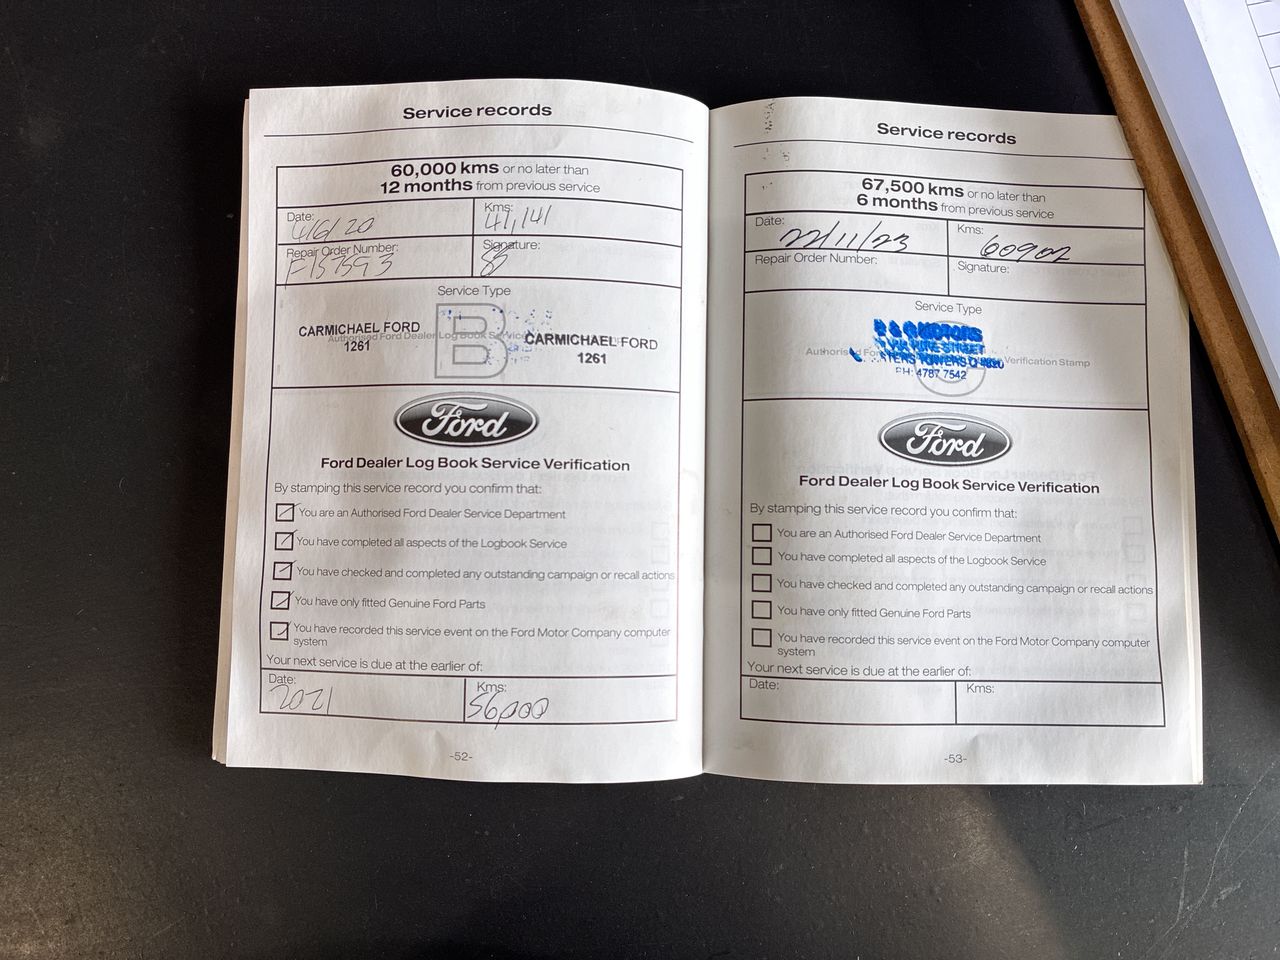 Service records
60,000 kms or no later than
12 months from previous service
Date: 4/6/20
Kms: 41,141
Repair Order Number:
Signature:
Service Type
B
Authorised Ford Dealer Log Book Service
CARMICHAEL FORD
1261
CARMICHAEL FORD
1261
Ford
Ford Dealer Log Book Service Verification
By stamping this service record you confirm that:
You are an Authorised Ford Dealer Service Department
You have completed all aspects of the Logbook Service
You have checked and completed any outstanding campaign or recall actions
You have only fitted Genuine Ford Parts
You have recorded this service event on the Ford Motor Company computer
system
Your next service is due at the earlier of:
Date: 2021
Kms: 56,000
-52-
Service records
67,500 kms or no later than
6 months from previous service
Date: 22/11/23
Kms: 60902
Repair Order Number:
Signature:
Service Type
MOTORS
STREET
TOWERS Q 4820
PH: 4787 7542
Authorised Verification Stamp
Ford
Ford Dealer Log Book Service Verification
By stamping this service record you confirm that:
You are an Authorised Ford Dealer Service Department
You have completed all aspects of the Logbook Service
You have checked and completed any outstanding campaign or recall actions
You have only fitted Genuine Ford Parts
You have recorded this service event on the Ford Motor Company computer
system
Your next service is due at the earlier of:
Date:
Kms:
-53-